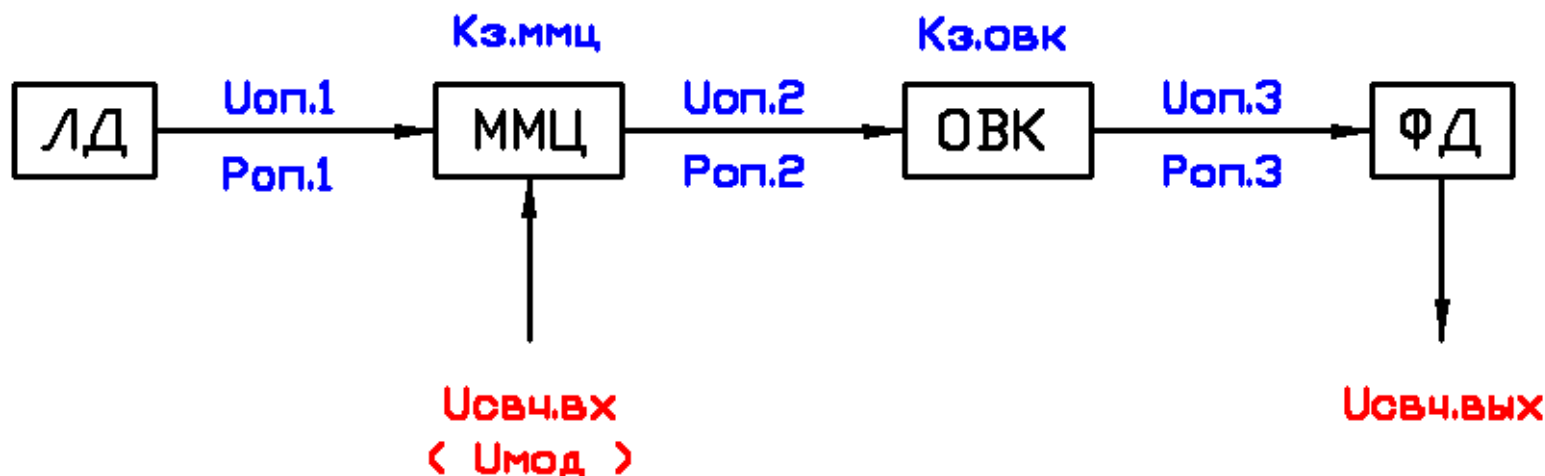 Кз.ммц
Кз.овк
ЛД
Uоп.1
Pоп.1
ММЦ
Uоп.2
Pоп.2
ОВК
Uоп.3
Pоп.3
ФД
Uсвч.вх
( Uмод )
Uсвч.вых